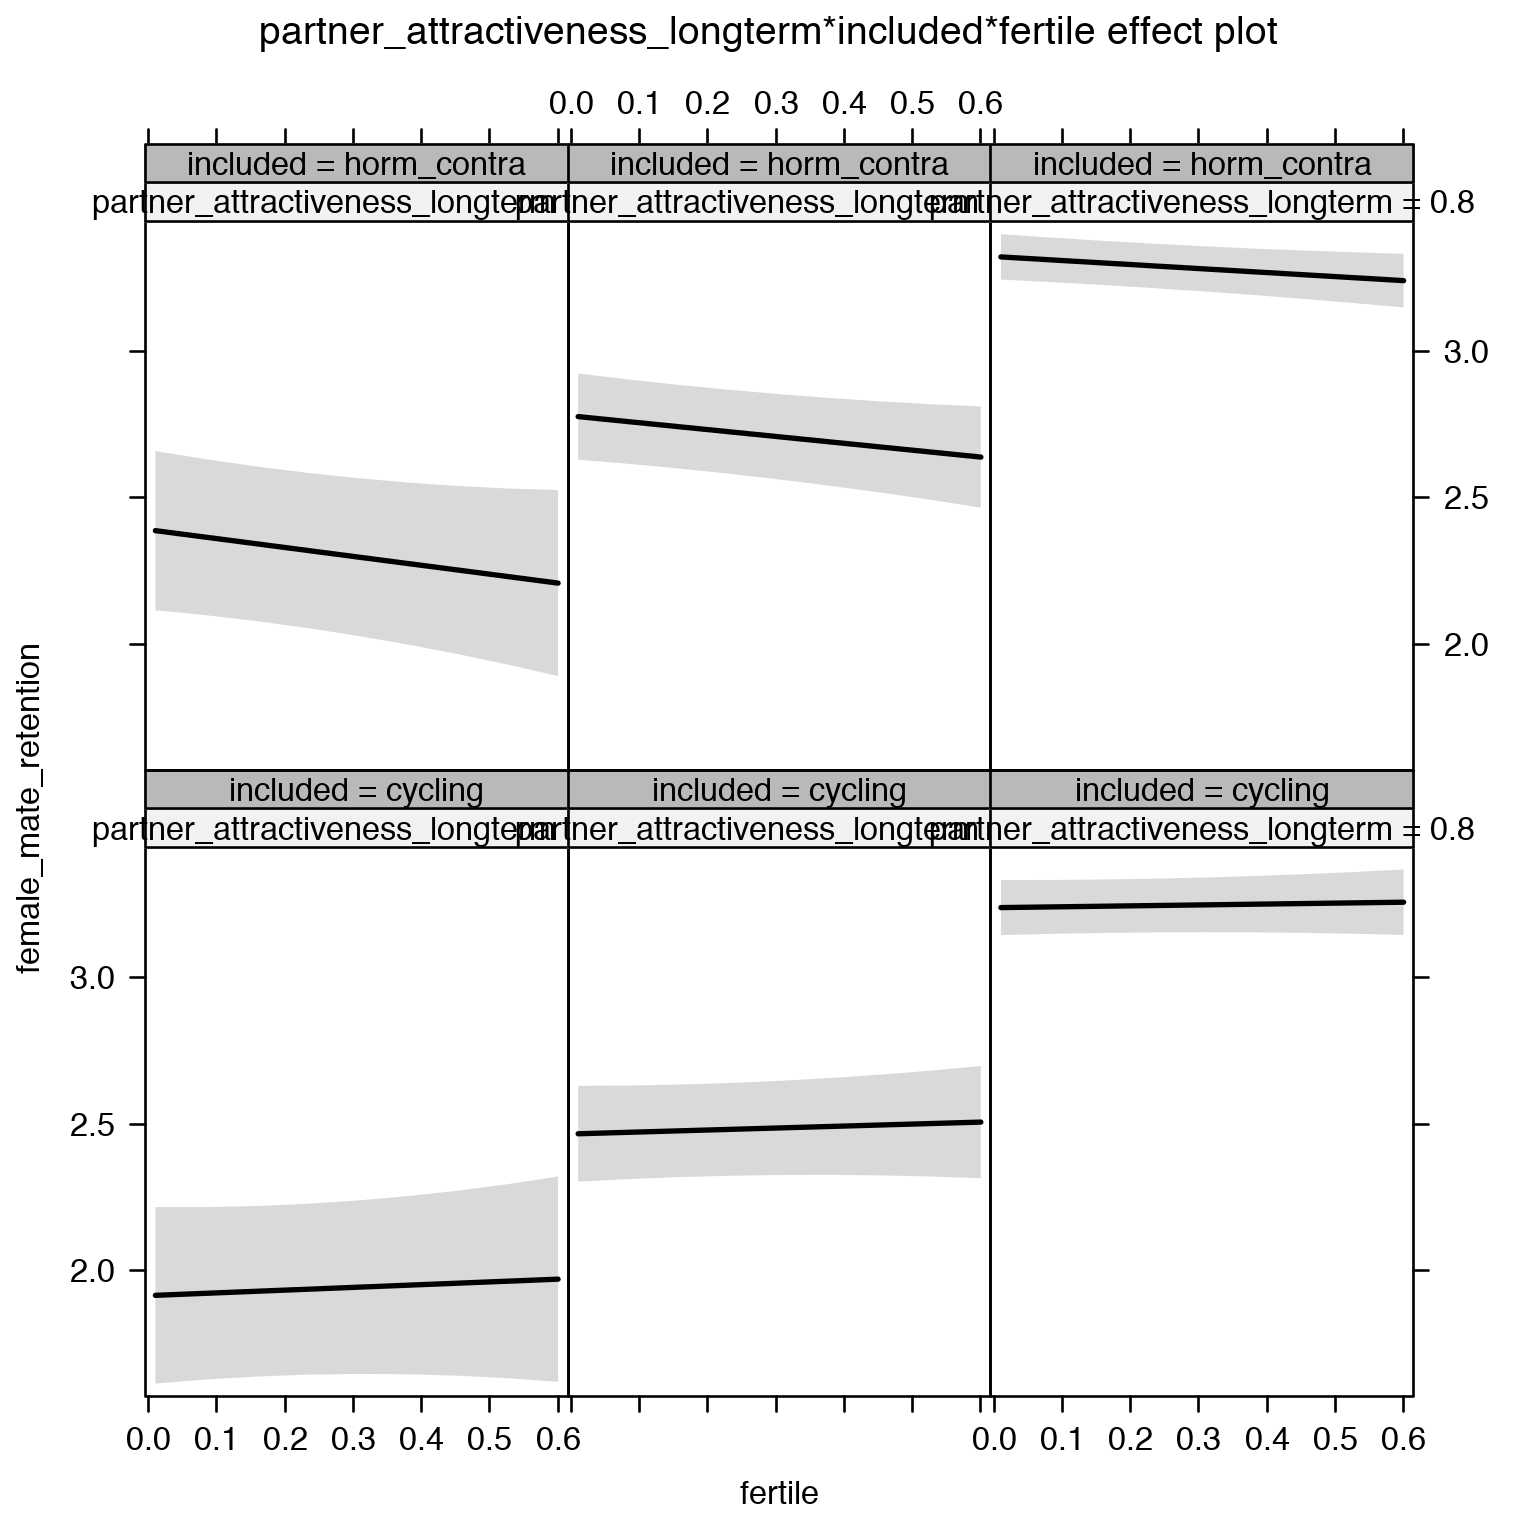 partner_attractiveness_longterm*included*fertile effect plot
0.0 0.1 0.2 0.3 0.4 0.5 0.6
included = horm_contra included = horm_contra included = horm_contra
partner_attractiveness_longterm partner_attractiveness_longterm partner_attractiveness_longterm = 0.8
3.0
2.5
2.0
female_mate_retention
included = cycling included = cycling included = cycling
partner_attractiveness_longterm partner_attractiveness_longterm partner_attractiveness_longterm = 0.8
3.0
2.5
2.0
0.0 0.1 0.2 0.3 0.4 0.5 0.6 0.0 0.1 0.2 0.3 0.4 0.5 0.6
fertile